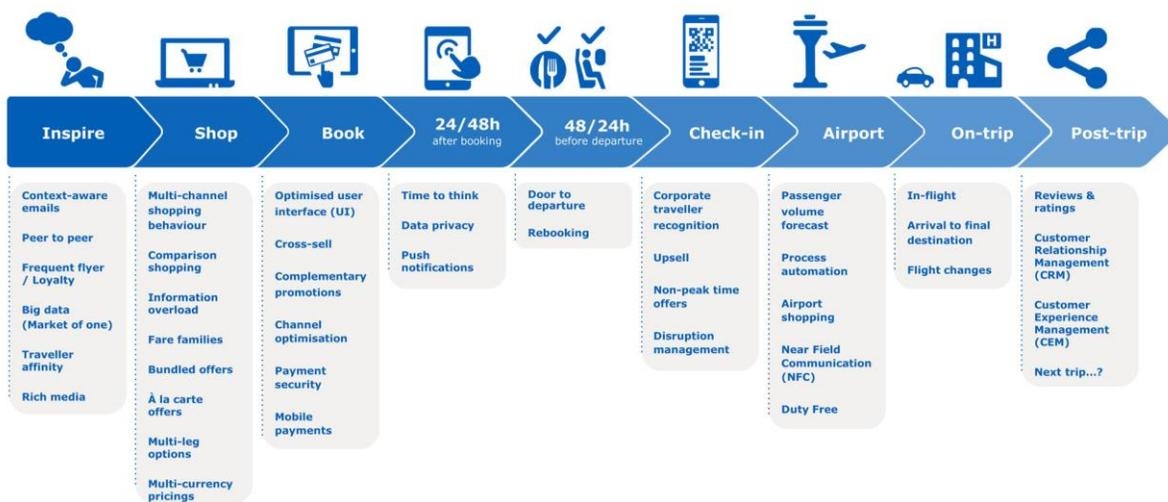 H
Inspire
Shop
Book
24/48h
after booking
48/24h
before departure
Check-in
Airport
On-trip
Post-trip
Context-aware
emails
Peer to peer
Frequent flyer
/ Loyalty
Big data
(Market of one)
Traveller
affinity
Rich media
Multi-channel
shopping
behaviour
Comparison
shopping
Information
overload
Fare families
Bundled offers
À la carte
offers
Multi-leg
options
Multi-currency
pricings
Optimised user
interface (UI)
Cross-sell
Complementary
promotions
Channel
optimisation
Payment
security
Mobile
payments
Time to think
Data privacy
Push
notifications
Door to
departure
Rebooking
Corporate
traveller
recognition
Upsell
Non-peak time
offers
Disruption
management
Passenger
volume
forecast
Process
automation
Airport
shopping
Near Field
Communication
(NFC)
Duty Free
In-flight
Arrival to final
destination
Flight changes
Reviews &
ratings
Customer
Relationship
Management
(CRM)
Customer
Experience
Management
(CEM)
Next trip...?